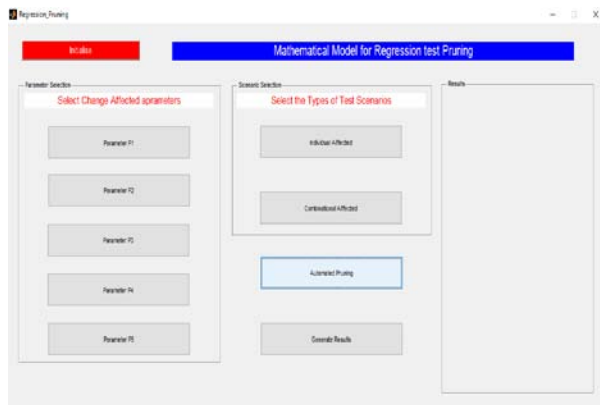 Regression_Pruning
Initialise
Mathematical Model for Regression test Pruning
Parameter Selection
Select Change Affected aprameters
Parameter P1
Parameter P2
Parameter P3
Parameter P4
Parameter P5
Scenario Selection
Select the Types of Test Scenarios
Individual Affected
Combinational Affected
Automated Pruning
Generate Results
Results